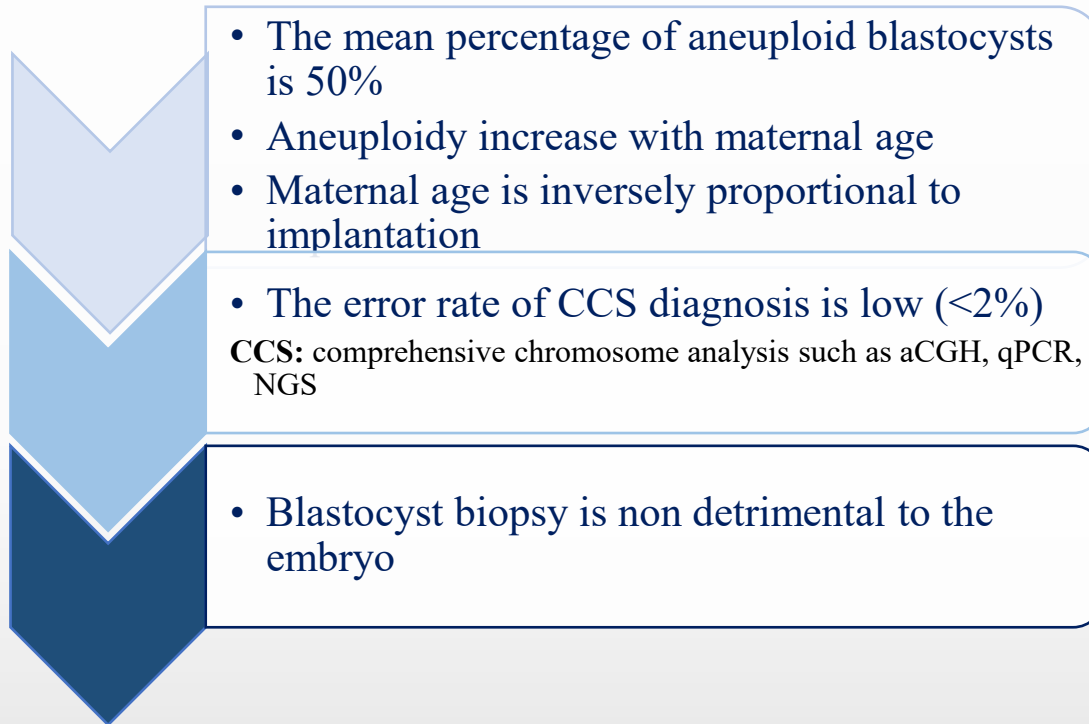 • The mean percentage of aneuploid blastocysts
is 50%
• Aneuploidy increase with maternal age
• Maternal age is inversely proportional to
implantation
• The error rate of CCS diagnosis is low (<2%)
CCS: comprehensive chromosome analysis such as aCGH, qPCR,
NGS
• Blastocyst biopsy is non detrimental to the
embryo